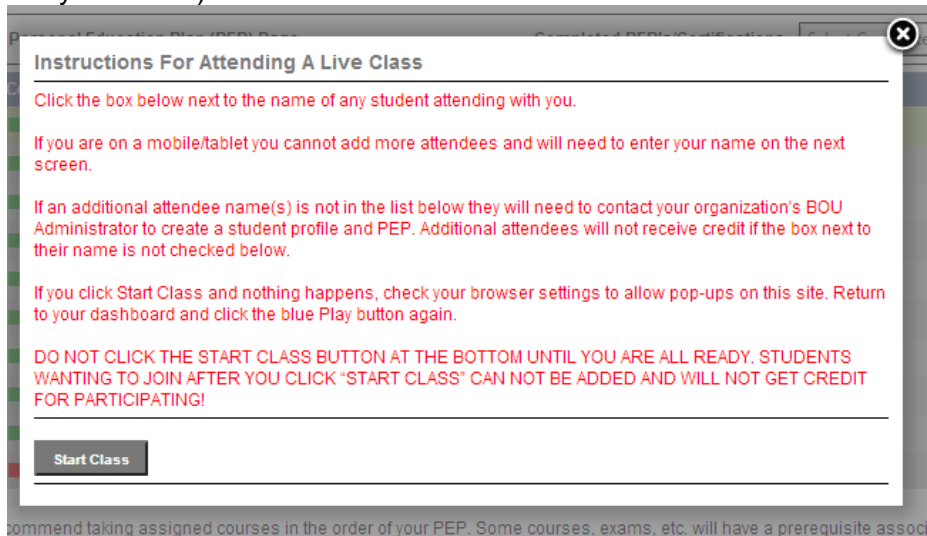 Personal Education Plan (PEP) Page Completed PEP's/Certifications
Instructions For Attending A Live Class
Click the box below next to the name of any student attending with you.
If you are on a mobile/tablet you cannot add more attendees and will need to enter your name on the next
screen.
If an additional attendee name(s) is not in the list below they will need to contact your organization's BOU
Administrator to create a student profile and PEP. Additional attendees will not receive credit if the box next to
their name is not checked below.
If you click Start Class and nothing happens, check your browser settings to allow pop-ups on this site. Return
to your dashboard and click the blue Play button again.
DO NOT CLICK THE START CLASS BUTTON AT THE BOTTOM UNTIL YOU ARE ALL READY. STUDENTS
WANTING TO JOIN AFTER YOU CLICK “START CLASS” CAN NOT BE ADDED AND WILL NOT GET CREDIT
FOR PARTICIPATING!
Start Class
commend taking assigned courses in the order of your PEP. Some courses, exams, etc. will have a prerequisite associ